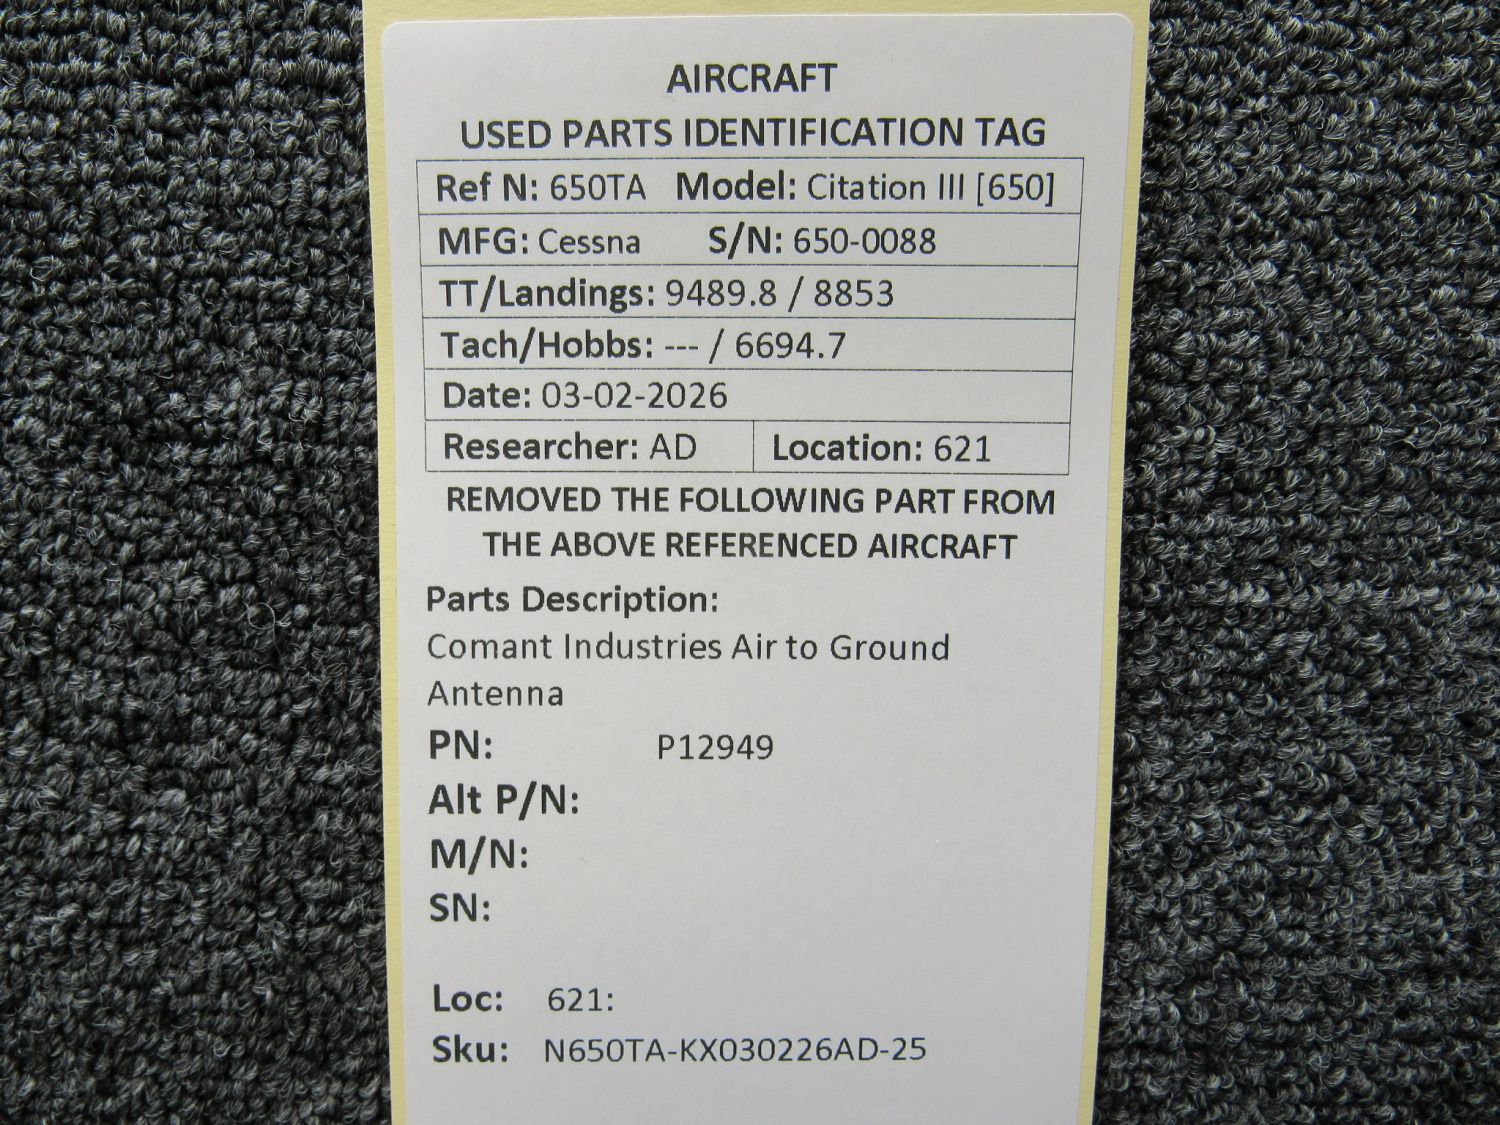 AIRCRAFT
USED PARTS IDENTIFICATION TAG
Ref N: 650TA Model: Citation III [650]
MFG: Cessna S/N: 650-0088
TT/Landings: 9489.8 / 8853
Tach/Hobbs: --- / 6694.7
Date: 03-02-2026
Researcher: AD Location: 621
REMOVED THE FOLLOWING PART FROM
THE ABOVE REFERENCED AIRCRAFT
Parts Description:
Comant Industries Air to Ground
Antenna
PN: P12949
Alt P/N:
M/N:
SN:
Loc: 621:
Sku: N650TA-KX030226AD-25